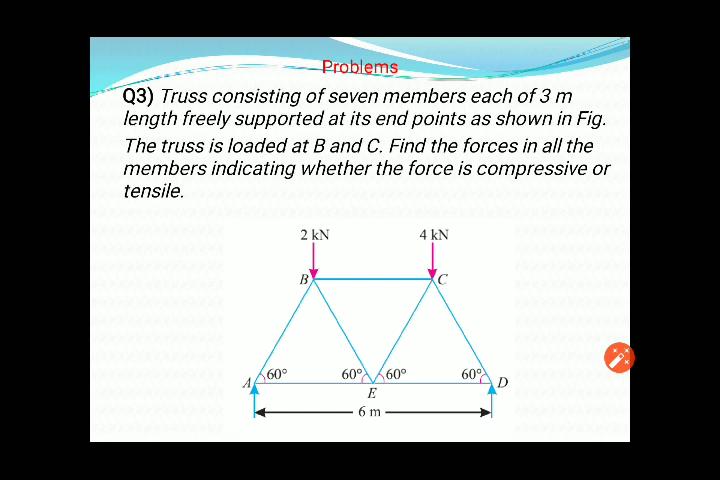 Problems
Q3) Truss consisting of seven members each of 3 m
length freely supported at its end points as shown in Fig.
The truss is loaded at B and C. Find the forces in all the
members indicating whether the force is compressive or
tensile.
2 kN 4 kN
B C
60° 60° 60° 60°
A E D
6 m